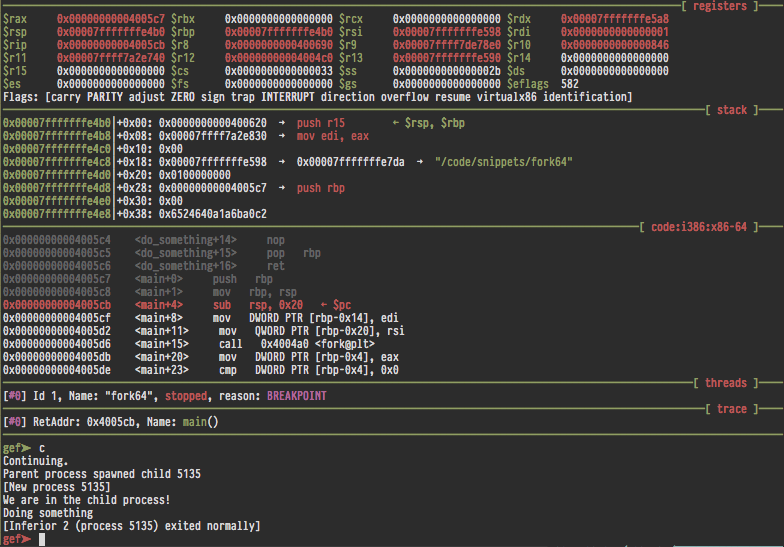 [ registers ]
$rax 0x00000000004005c7 $rbx 0x0000000000000000 $rcx 0x0000000000000000 $rdx 0x00007fffffffe5a8
$rsp 0x00007fffffffe4b0 $rbp 0x00007fffffffe4b0 $rsi 0x00007fffffffe598 $rdi 0x0000000000000001
$rip 0x00000000004005cb $r8 0x0000000000400690 $r9 0x00007ffff7de78e0 $r10 0x0000000000000846
$r11 0x00007ffff7a2e740 $r12 0x00000000004004c0 $r13 0x00007fffffffe590 $r14 0x0000000000000000
$r15 0x0000000000000000 $cs 0x0000000000000033 $ss 0x000000000000002b $ds 0x0000000000000000
$es 0x0000000000000000 $fs 0x0000000000000000 $gs 0x0000000000000000 $eflags 582
Flags: [carry PARITY adjust ZERO sign trap INTERRUPT direction overflow resume virtualx86 identification]
[ stack ]
0x00007fffffffe4b0│+0x00: 0x0000000000400620 → push r15 ← $rsp, $rbp
0x00007fffffffe4b8│+0x08: 0x00007ffff7a2e830 → mov edi, eax
0x00007fffffffe4c0│+0x10: 0x00
0x00007fffffffe4c8│+0x18: 0x00007fffffffe598 → 0x00007fffffffe7da → "/code/snippets/fork64"
0x00007fffffffe4d0│+0x20: 0x0100000000
0x00007fffffffe4d8│+0x28: 0x00000000004005c7 → push rbp
0x00007fffffffe4e0│+0x30: 0x00
0x00007fffffffe4e8│+0x38: 0x6524640a1a6ba0c2
[ code:i386:x86-64 ]
0x00000000004005c4 <do_something+14> nop
0x00000000004005c5 <do_something+15> pop rbp
0x00000000004005c6 <do_something+16> ret
0x00000000004005c7 <main+0> push rbp
0x00000000004005c8 <main+1> mov rbp, rsp
0x00000000004005cb <main+4> sub rsp, 0x20 ← $pc
0x00000000004005cf <main+8> mov DWORD PTR [rbp-0x14], edi
0x00000000004005d2 <main+11> mov QWORD PTR [rbp-0x20], rsi
0x00000000004005d6 <main+15> call 0x4004a0 <fork@plt>
0x00000000004005db <main+20> mov DWORD PTR [rbp-0x4], eax
0x00000000004005de <main+23> cmp DWORD PTR [rbp-0x4], 0x0
[ threads ]
[#0] Id 1, Name: "fork64", stopped, reason: BREAKPOINT
[ trace ]
[#0] RetAddr: 0x4005cb, Name: main()
gef➤ c
Continuing.
Parent process spawned child 5135
[New process 5135]
We are in the child process!
Doing something
[Inferior 2 (process 5135) exited normally]
gef➤